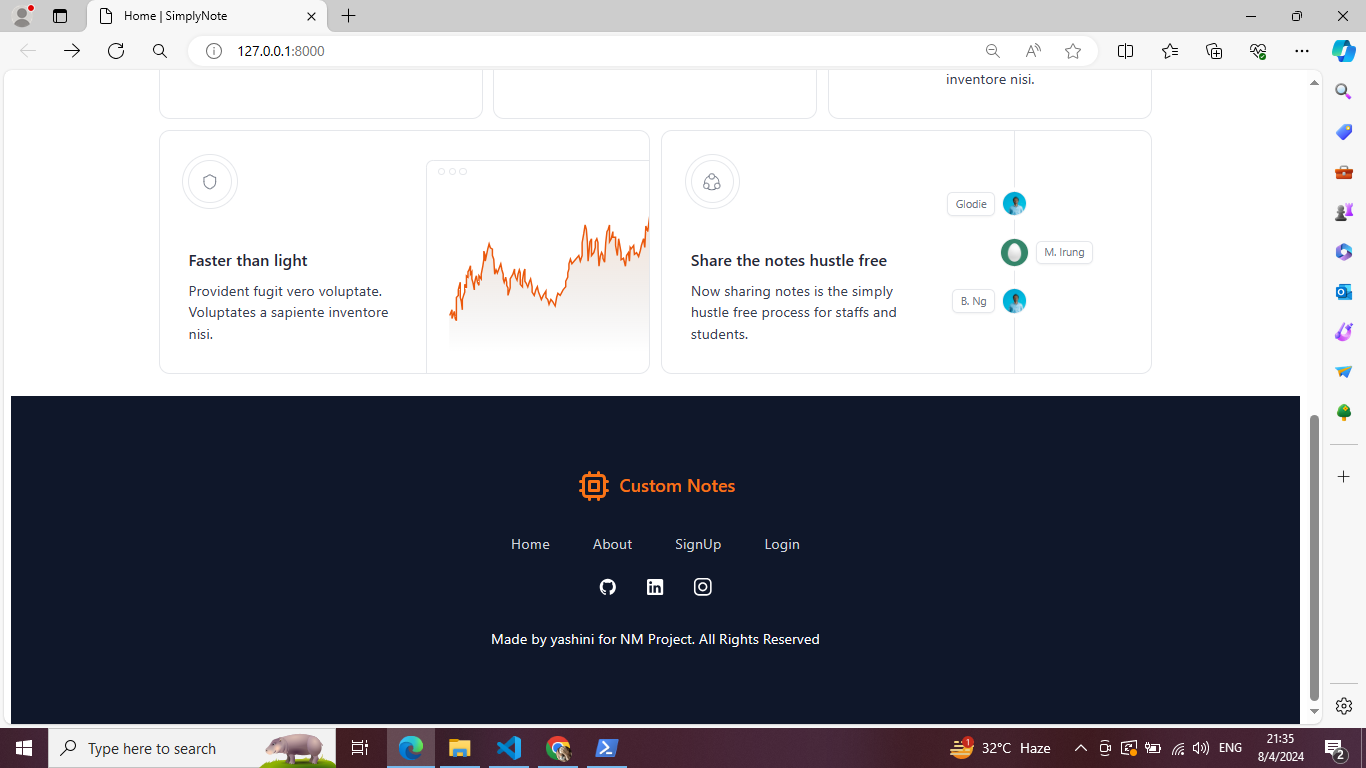 Home | SimplyNote
127.0.0.1:8000
inventore nisi.
Faster than light
Provident fugit vero voluptate.
Voluptates a sapiente inventore
nisi.
Share the notes hustle free
Now sharing notes is the simply
hustle free process for staffs and
students.
Glodie
M. Irung
B. Ng
Custom Notes
Home About SignUp Login
Made by yashini for NM Project. All Rights Reserved
Type here to search
32°C Haze
ENG
21:35
8/4/2024
2